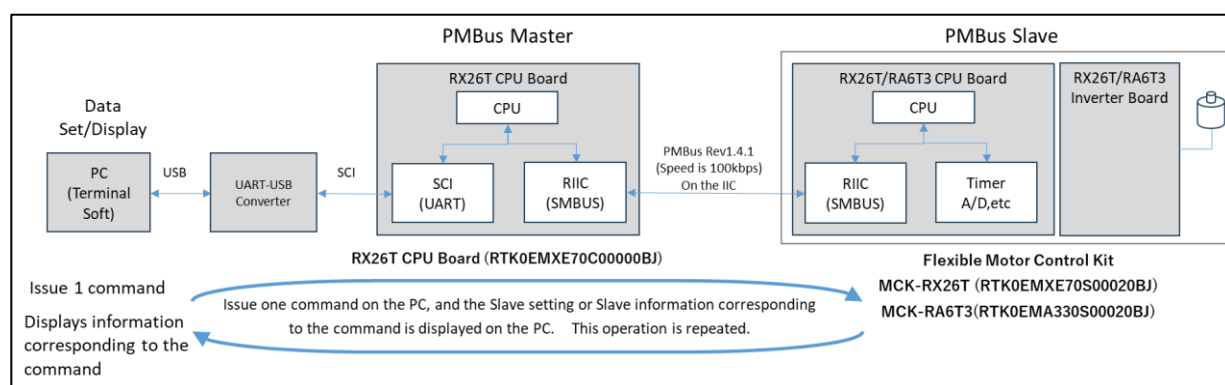 PMBus Master
PMBus Slave
RX26T CPU Board
CPU
SCI
(UART)
RIIC
(SMBUS)
RX26T/RA6T3 CPU Board
CPU
RIIC
(SMBUS)
Timer
A/D,etc
RX26T/RA6T3
Inverter Board
Data
Set/Display
PC
(Terminal
Soft)
USB
UART-USB
Converter
SCI
PMBus Rev1.4.1
(Speed is 100kbps)
On the IIC
RX26T CPU Board (RTK0EMXE70C00000BJ)
Flexible Motor Control Kit
MCK-RX26T (RTK0EMXE70S00020BJ)
MCK-RA6T3(RTK0EMA330S00020BJ)
Issue 1 command
Displays information
corresponding to the
command
Issue one command on the PC, and the Slave setting or Slave information corresponding
to the command is displayed on the PC. This operation is repeated.